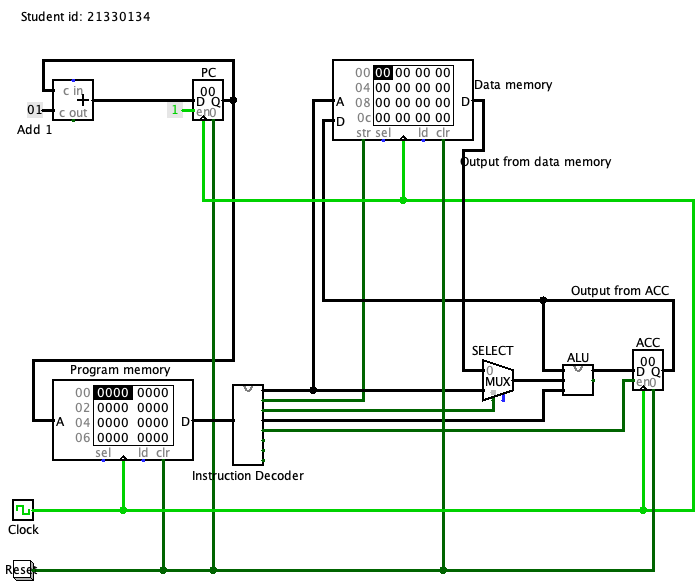 Student id: 21330134
PC
00
D Q
en 0
1
c in
+
c out
01
Add 1
00 00 00 00 00
04 00 00 00 00
08 00 00 00 00
0c 00 00 00 00
A
D
D
str sel ld clr
Data memory
Output from data memory
Output from ACC
SELECT
0
MUX
ALU
ACC
00
D Q
en 0
Program memory
00 0000 0000
02 0000 0000
04 0000 0000
06 0000 0000
A
D
sel ld clr
Instruction Decoder
Clock
Reset